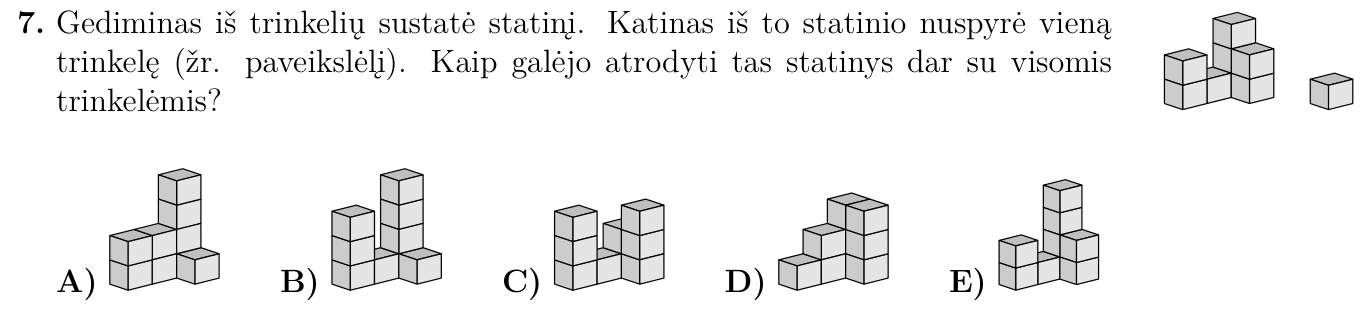 7. Gediminas iš trinkelių sustatė statinį. Katinas iš to statinio nuspyrė vieną
trinkelę (žr. paveikslėlį). Kaip galėjo atrodyti tas statinys dar su visomis
trinkelėmis?
A) B) C) D) E)